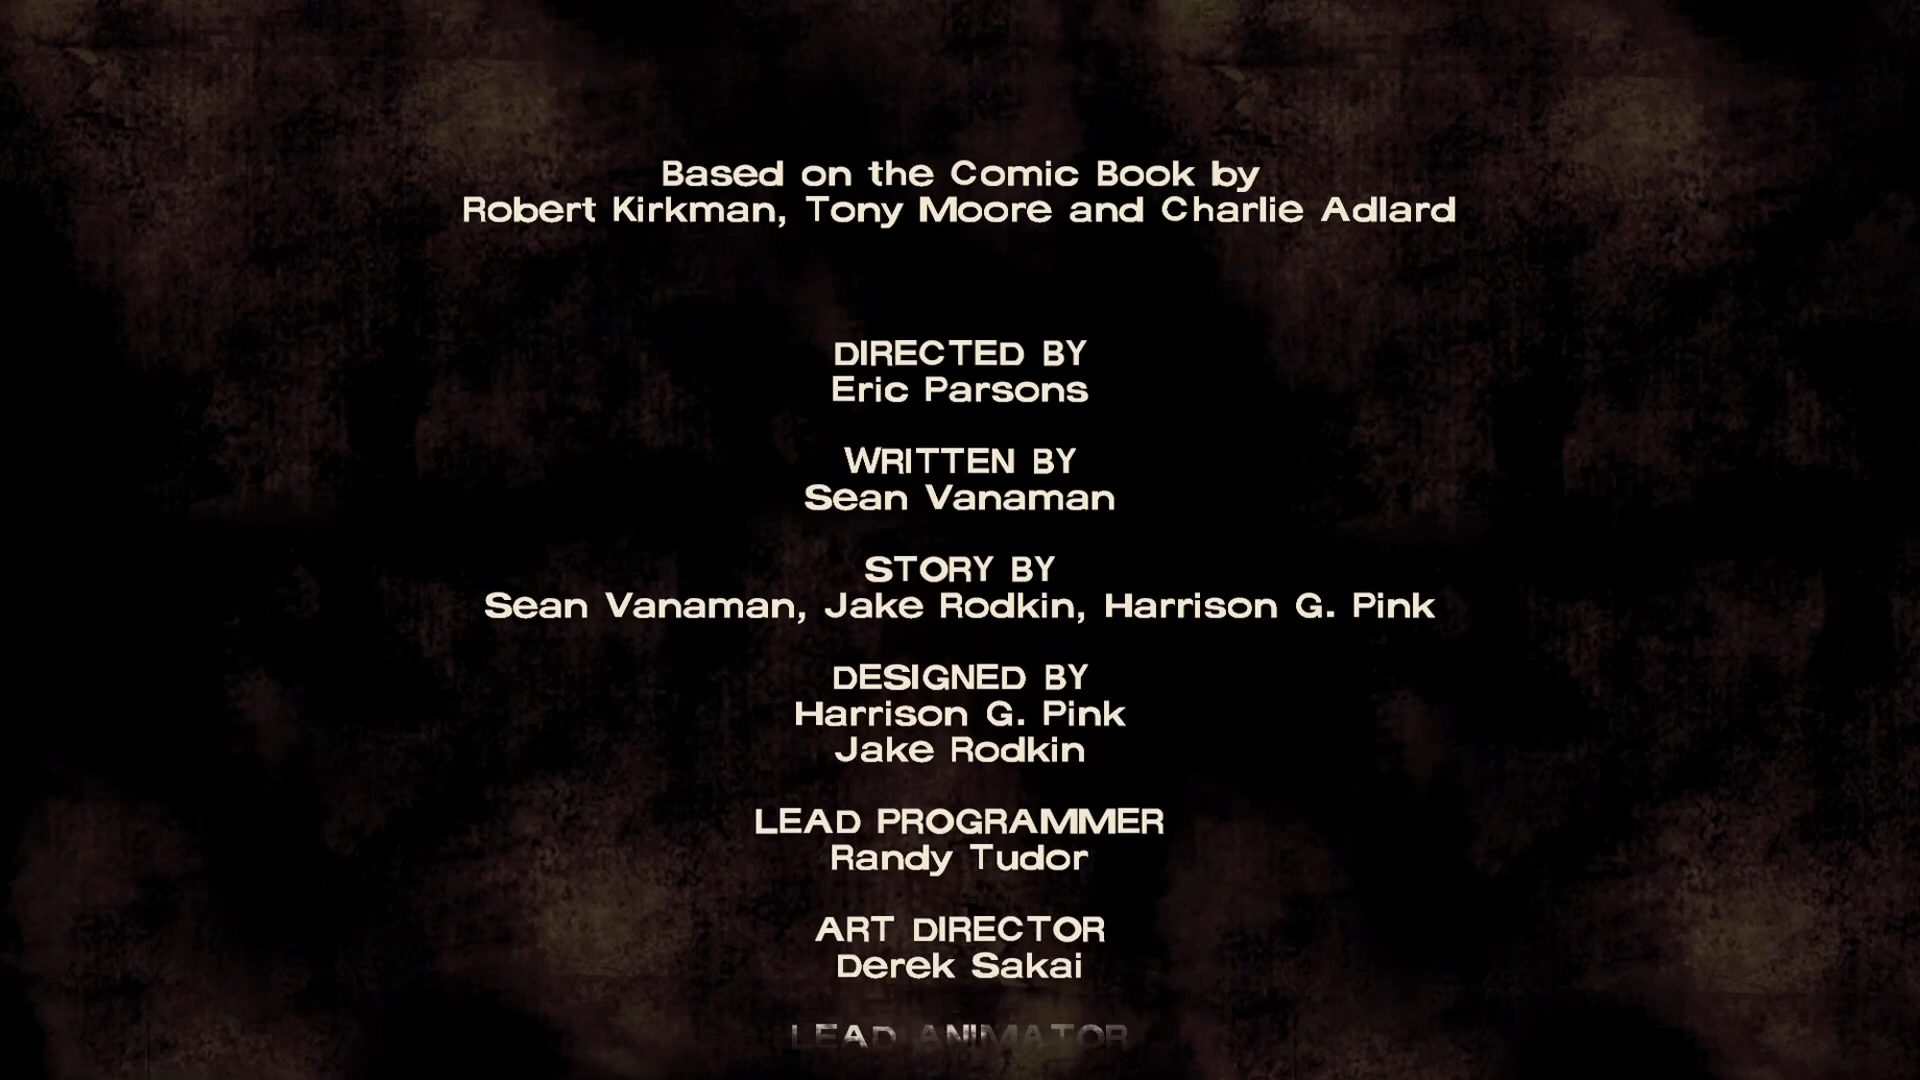 Based on the Comic Book by
Robert Kirkman, Tony Moore and Charlie Adlard
DIRECTED BY
Eric Parsons
WRITTEN BY
Sean Vanaman
STORY BY
Sean Vanaman, Jake Rodkin, Harrison G. Pink
DESIGNED BY
Harrison G. Pink
Jake Rodkin
LEAD PROGRAMMER
Randy Tudor
ART DIRECTOR
Derek Sakai
LEAD ANIMATOR